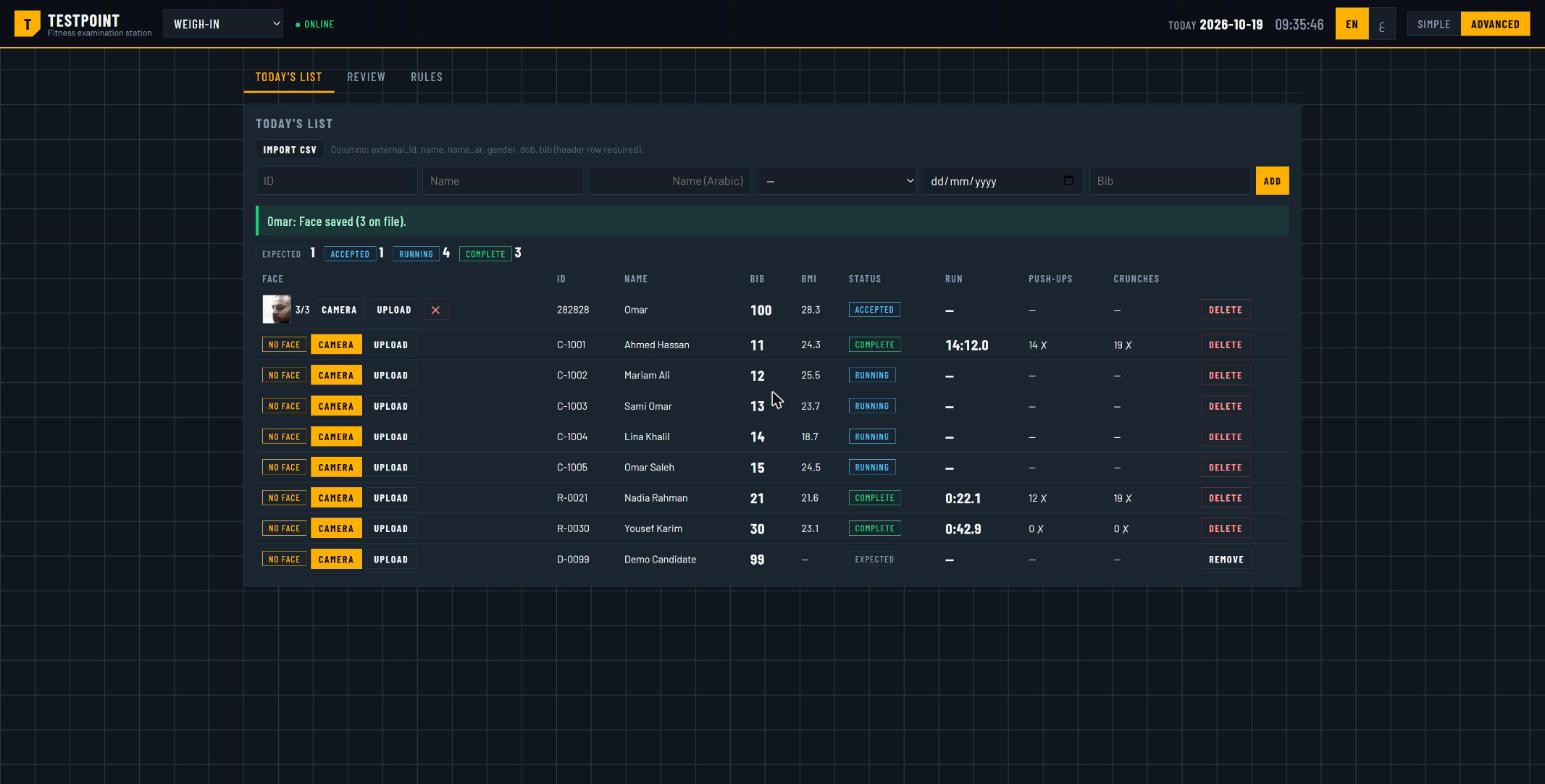 T TESTPOINT WEIGH-IN ● ONLINE TODAY 2026-10-19 09:35:46 EN ع SIMPLE ADVANCED
Fitness examination station
TODAY'S LIST REVIEW RULES
TODAY'S LIST
IMPORT CSV Columns: external_id, name, name_ar, gender, dob, bib (header row required).
ID Name Name (Arabic) — dd/mm/yyyy Bib ADD
Omar: Face saved (3 on file).
EXPECTED 1 ACCEPTED 1 RUNNING 4 COMPLETE 3
FACE ID NAME BIB BMI STATUS RUN PUSH-UPS CRUNCHES
3/3 CAMERA UPLOAD ✕ 282828 Omar 100 28.3 ACCEPTED — — — DELETE
NO FACE CAMERA UPLOAD C-1001 Ahmed Hassan 11 24.3 COMPLETE 14:12.0 14 ✗ 19 ✗ DELETE
NO FACE CAMERA UPLOAD C-1002 Mariam Ali 12 25.5 RUNNING — — — DELETE
NO FACE CAMERA UPLOAD C-1003 Sami Omar 13 23.7 RUNNING — — — DELETE
NO FACE CAMERA UPLOAD C-1004 Lina Khalil 14 18.7 RUNNING — — — DELETE
NO FACE CAMERA UPLOAD C-1005 Omar Saleh 15 24.5 RUNNING — — — DELETE
NO FACE CAMERA UPLOAD R-0021 Nadia Rahman 21 21.6 COMPLETE 0:22.1 12 ✗ 19 ✗ DELETE
NO FACE CAMERA UPLOAD R-0030 Yousef Karim 30 23.1 COMPLETE 0:42.9 0 ✗ 0 ✗ DELETE
NO FACE CAMERA UPLOAD D-0099 Demo Candidate 99 — EXPECTED — — — REMOVE